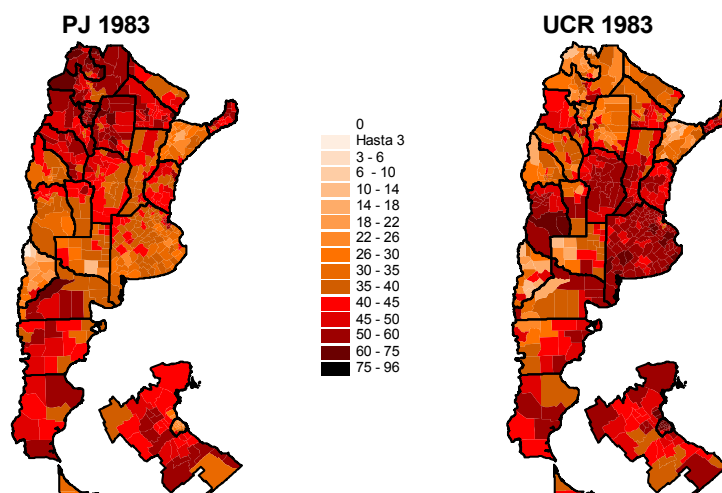 PJ 1983
UCR 1983
0
Hasta 3
3 - 6
6 - 10
10 - 14
14 - 18
18 - 22
22 - 26
26 - 30
30 - 35
35 - 40
40 - 45
45 - 50
50 - 60
60 - 75
75 - 96